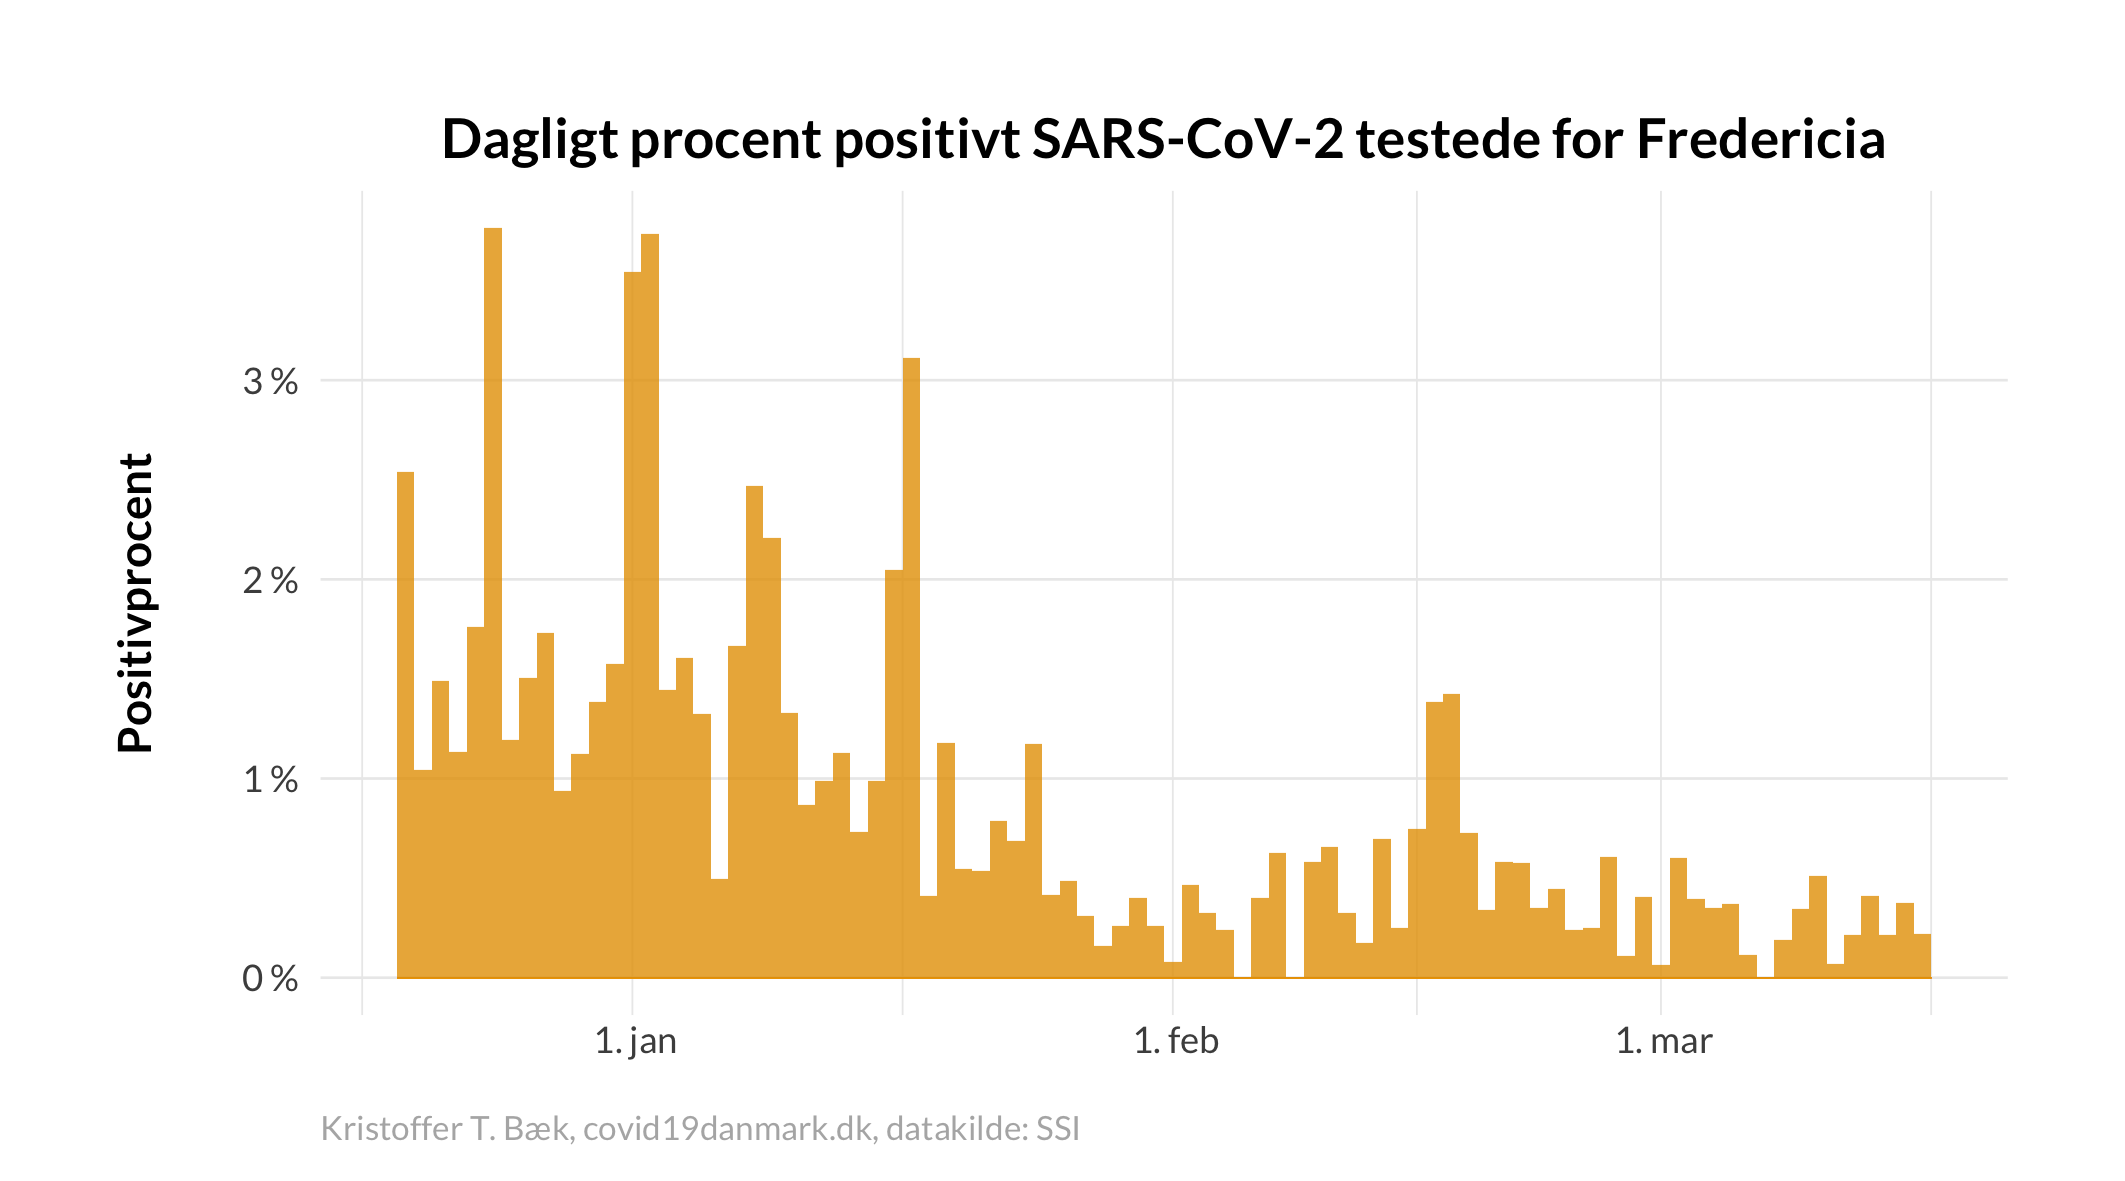 Dagligt procent positivt SARS-CoV-2 testede for Fredericia
Positivprocent
3 %
2 %
1 %
0 %
1. jan
1. feb
1. mar
Kristoffer T. Bæk, covid19danmark.dk, datakilde: SSI